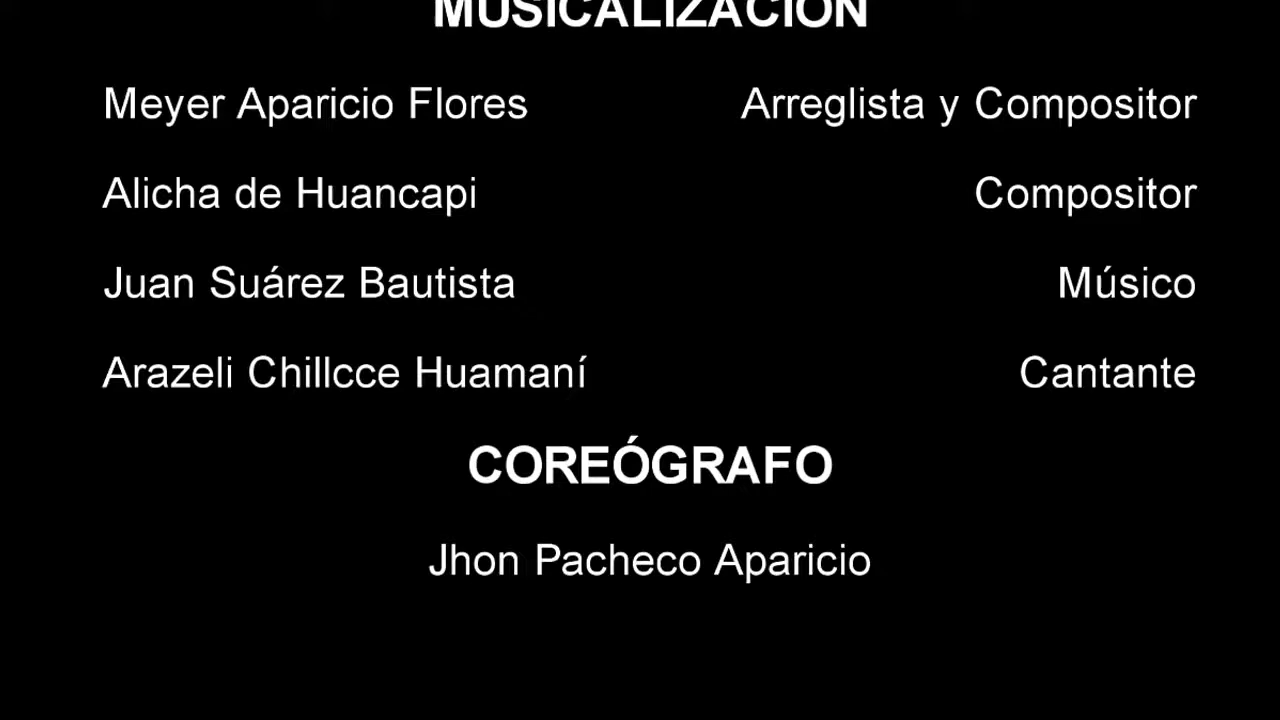 MUSICALIZACIÓN
Meyer Aparicio Flores Arreglista y Compositor
Alicha de Huancapi Compositor
Juan Suárez Bautista Músico
Arazeli Chillcce Huamaní Cantante
COREÓGRAFO
Jhon Pacheco Aparicio